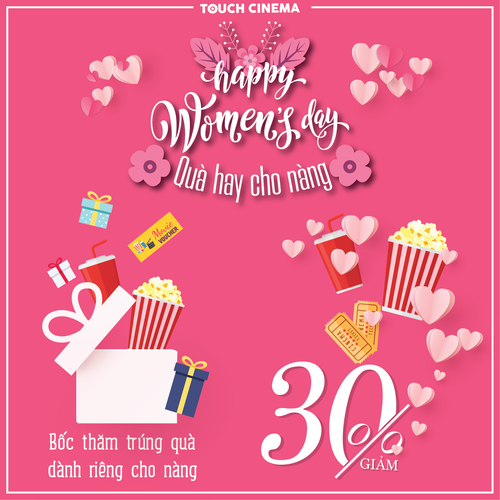 TOUCH CINEMA
happy
Women's day
Quà hay cho nàng
Movie
VOUCHER
30%
GIẢM
Bốc thăm trúng quà
dành riêng cho nàng